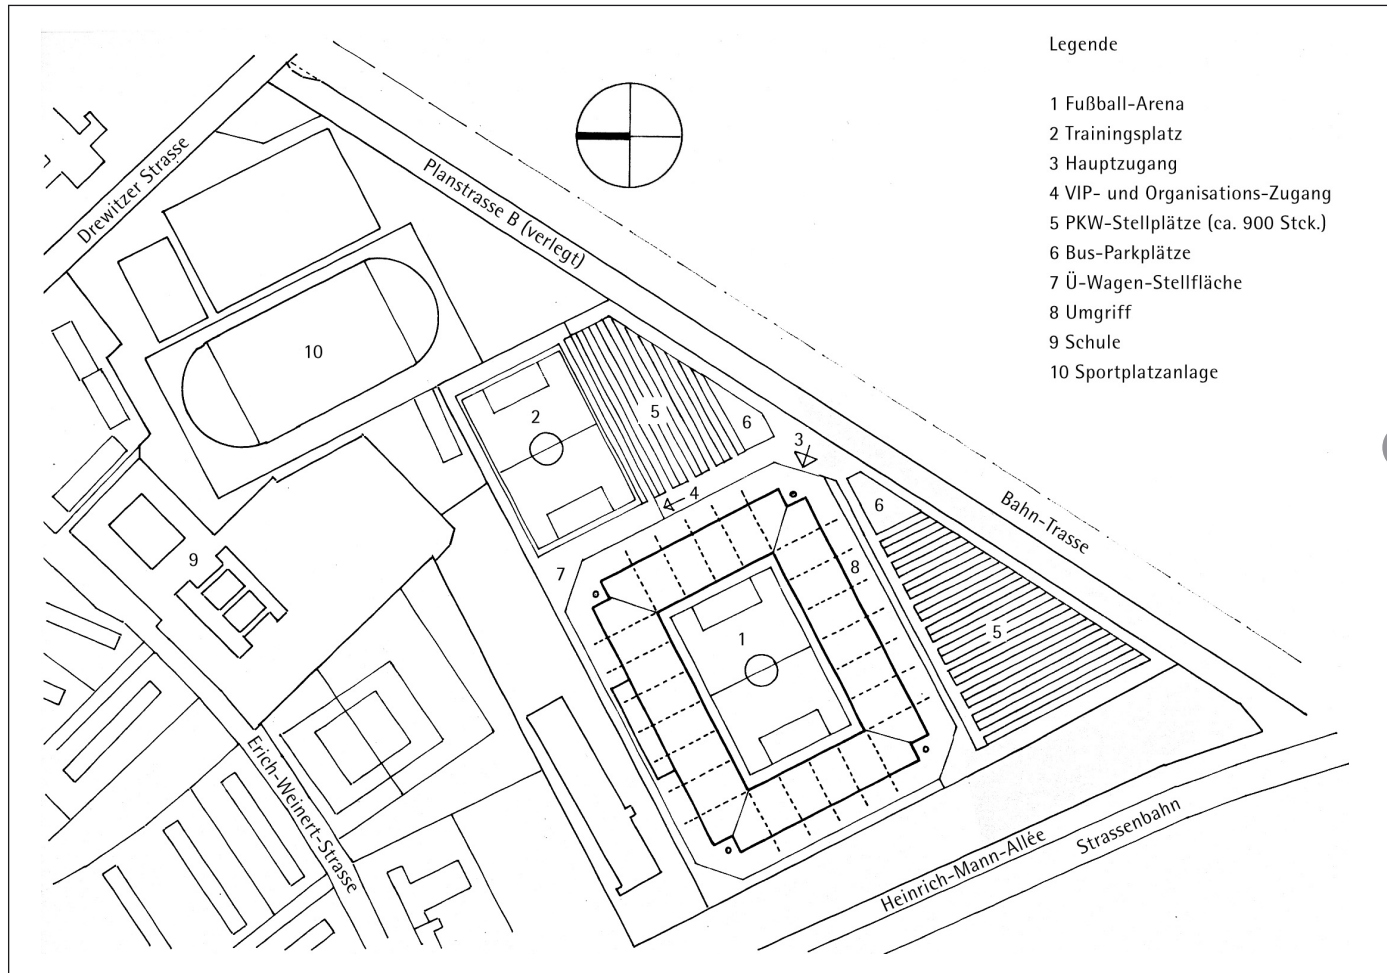 Legende
1 Fußball-Arena
2 Trainingsplatz
3 Hauptzugang
4 VIP- und Organisations-Zugang
5 PKW-Stellplätze (ca. 900 Stck.)
6 Bus-Parkplätze
7 Ü-Wagen-Stellfläche
8 Umgriff
9 Schule
10 Sportplatzanlage
Drewitzer Strasse
Planstrasse B (verlegt)
10
2
5
6
3
4
6
Bahn-Trasse
9
7
8
1
5
Erich-Weinert-Strasse
Heinrich-Mann-Allée
Strassenbahn